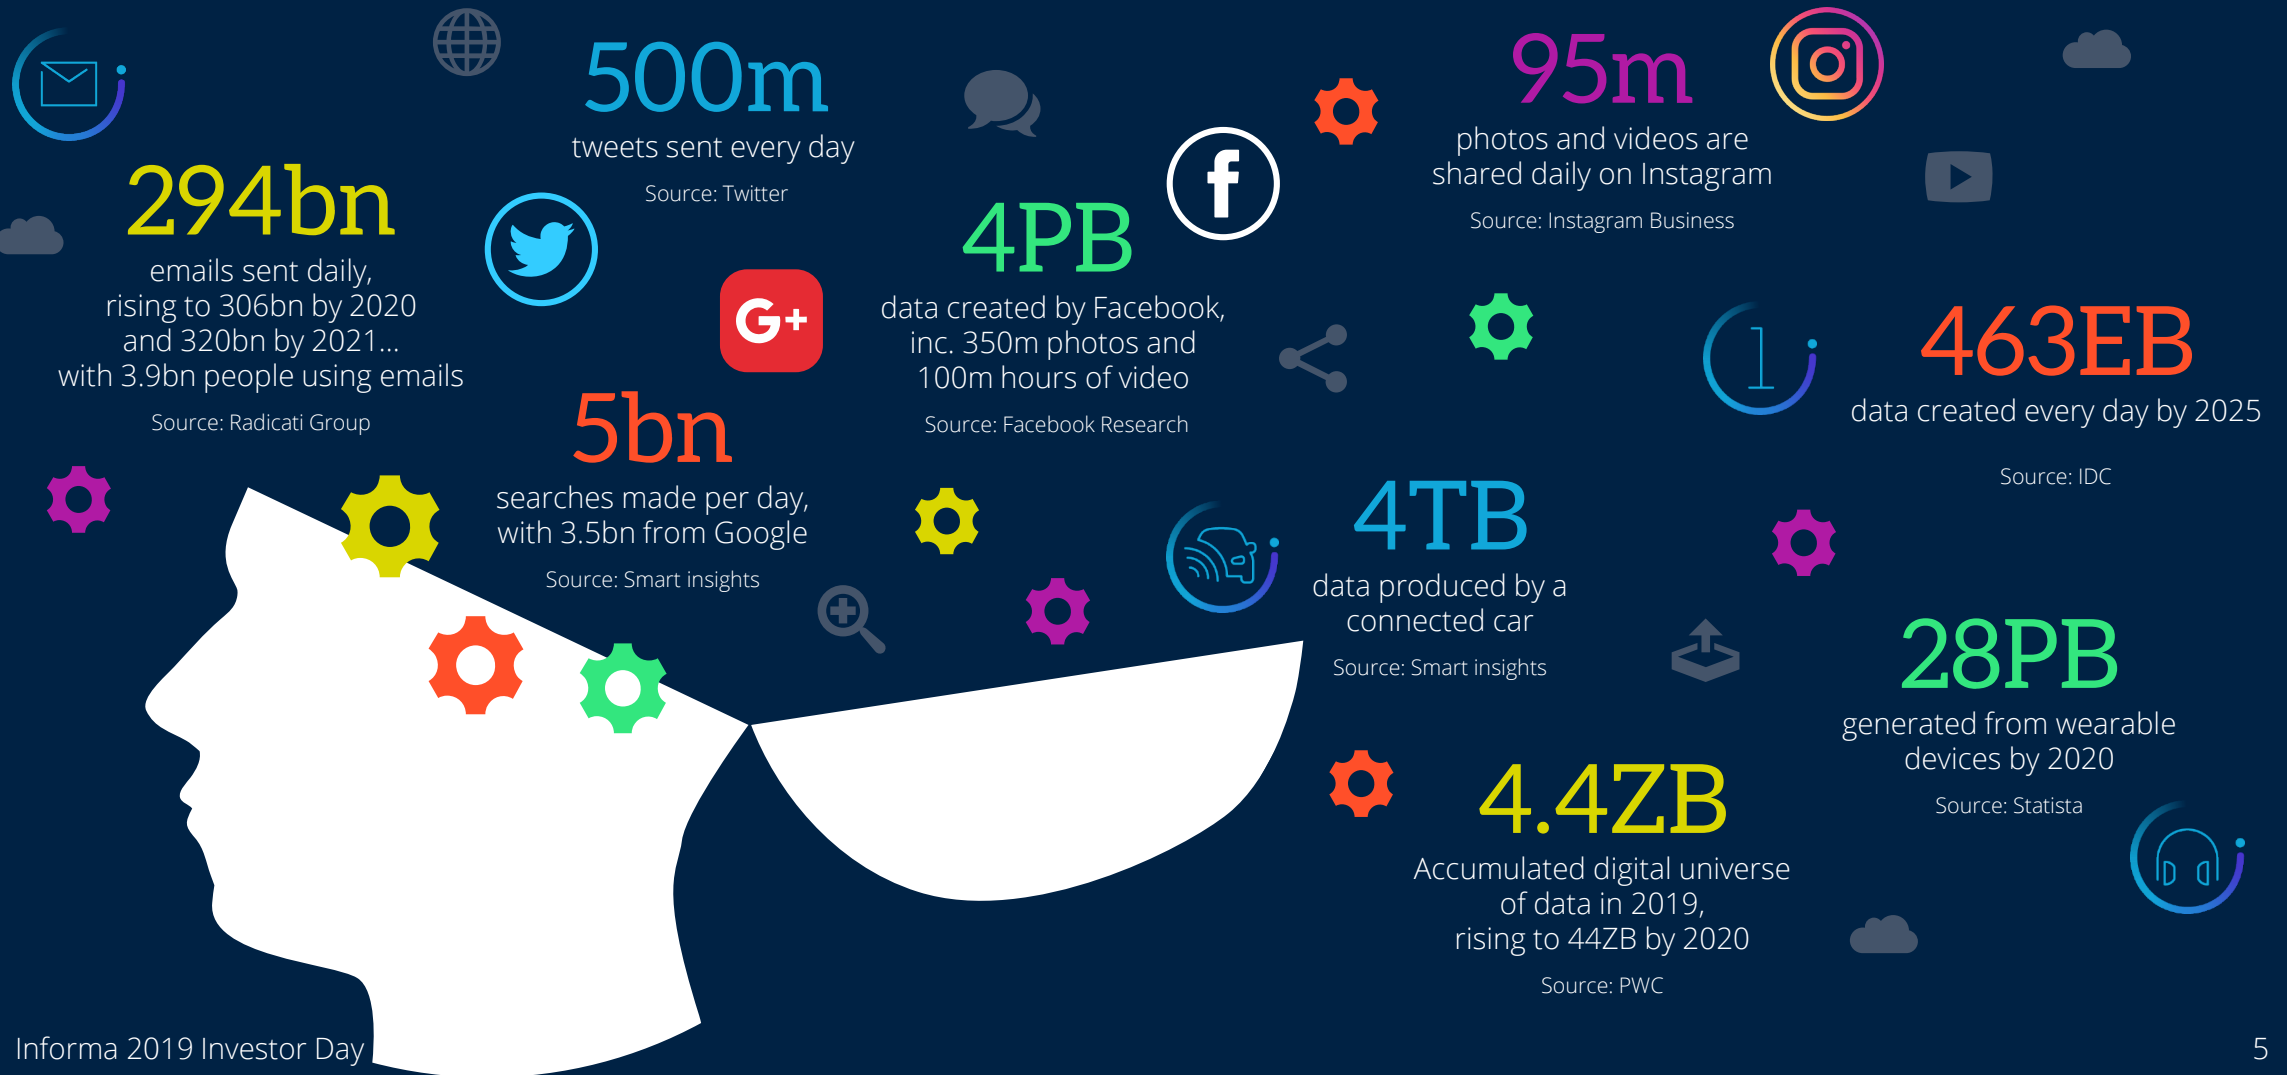 500m
tweets sent every day
Source: Twitter
95m
photos and videos are
shared daily on Instagram
Source: Instagram Business
294bn
emails sent daily,
rising to 306bn by 2020
and 320bn by 2021...
with 3.9bn people using emails
Source: Radicati Group
f
4PB
data created by Facebook,
inc. 350m photos and
100m hours of video
Source: Facebook Research
G+
5bn
searches made per day,
with 3.5bn from Google
Source: Smart insights
1
463EB
data created every day by 2025
Source: IDC
4TB
data produced by a
connected car
Source: Smart insights
28PB
generated from wearable
devices by 2020
Source: Statista
4.4ZB
Accumulated digital universe
of data in 2019,
rising to 44ZB by 2020
Source: PWC
Informa 2019 Investor Day
5